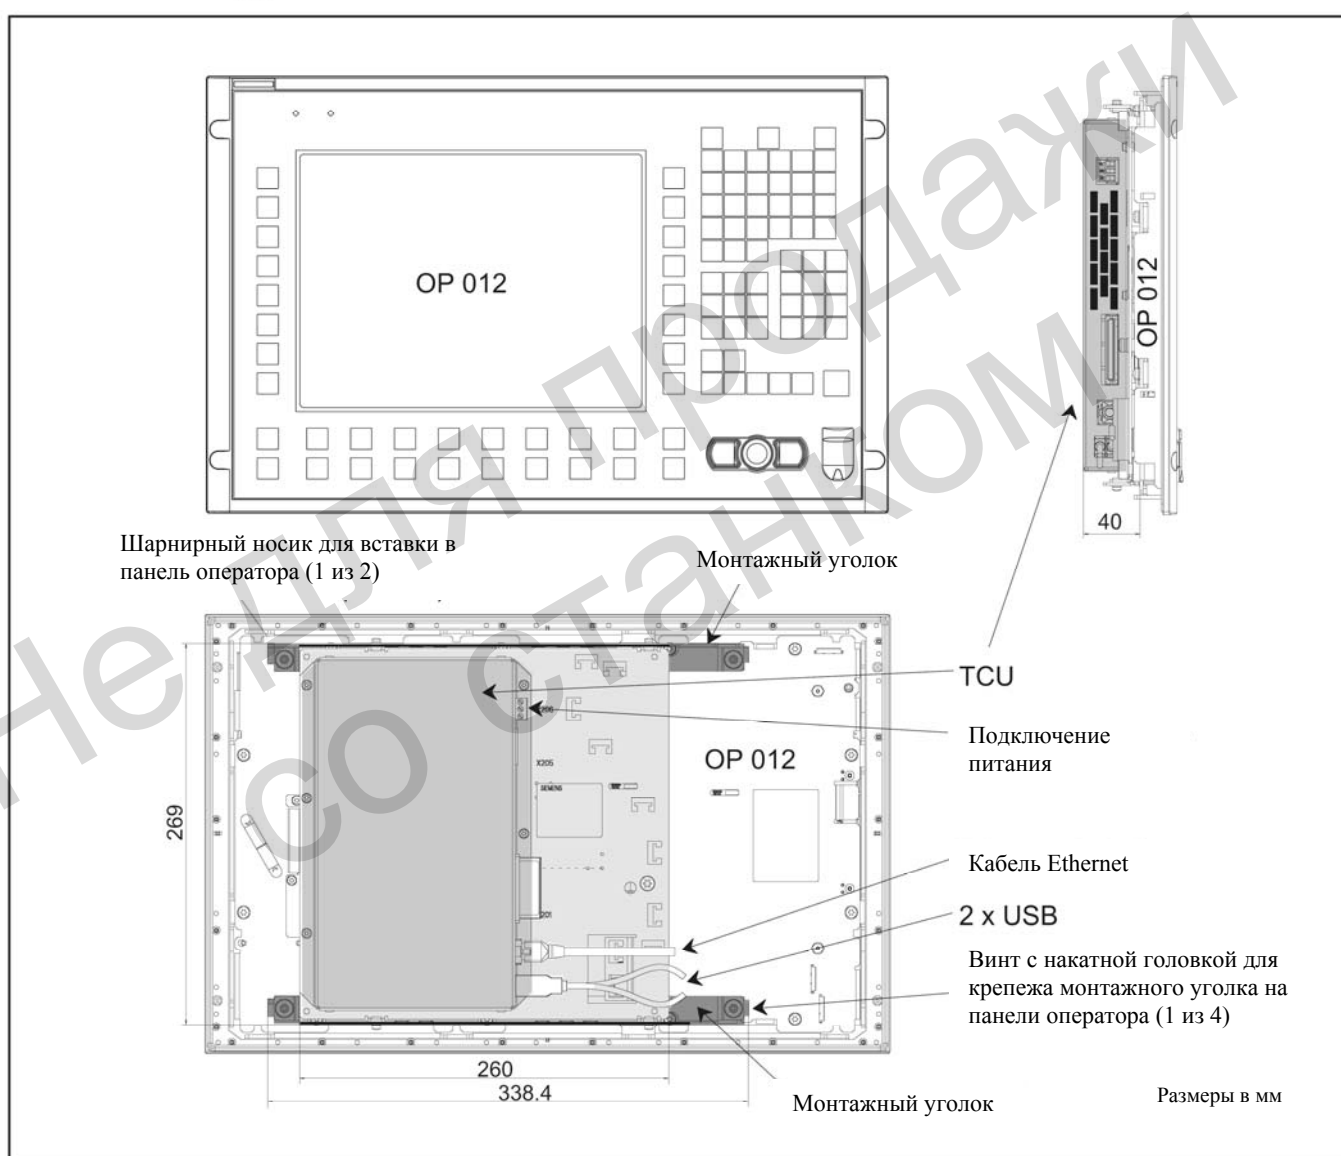 OP 012
OP 012
40
Шарнирный носик для вставки в
панель оператора (1 из 2)
Монтажный уголок
TCU
Подключение
питания
X205
SIEMENS
OP 012
269
Кабель Ethernet
2 x USB
Винт с накатной головкой для
крепежа монтажного уголка на
панели оператора (1 из 4)
260
338.4
Монтажный уголок
Размеры в мм
Не для продажи
со станком